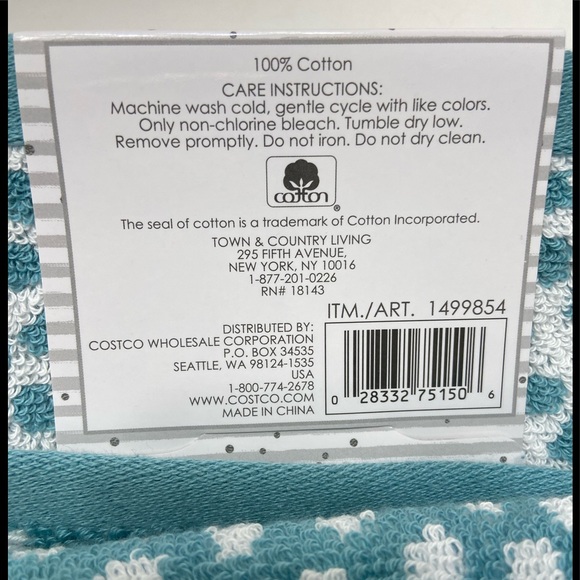 100% Cotton
CARE INSTRUCTIONS:
Machine wash cold, gentle cycle with like colors.
Only non-chlorine bleach. Tumble dry low.
Remove promptly. Do not iron. Do not dry clean.
cotton
®
The seal of cotton is a trademark of Cotton Incorporated.
TOWN & COUNTRY LIVING
295 FIFTH AVENUE,
NEW YORK, NY 10016
1-877-201-0226
RN# 18143
ITM./ART. 1499854
DISTRIBUTED BY:
COSTCO WHOLESALE CORPORATION
P.O. BOX 34535
SEATTLE, WA 98124-1535
USA
1-800-774-2678
WWW.COSTCO.COM
MADE IN CHINA
0 28332 75150 6